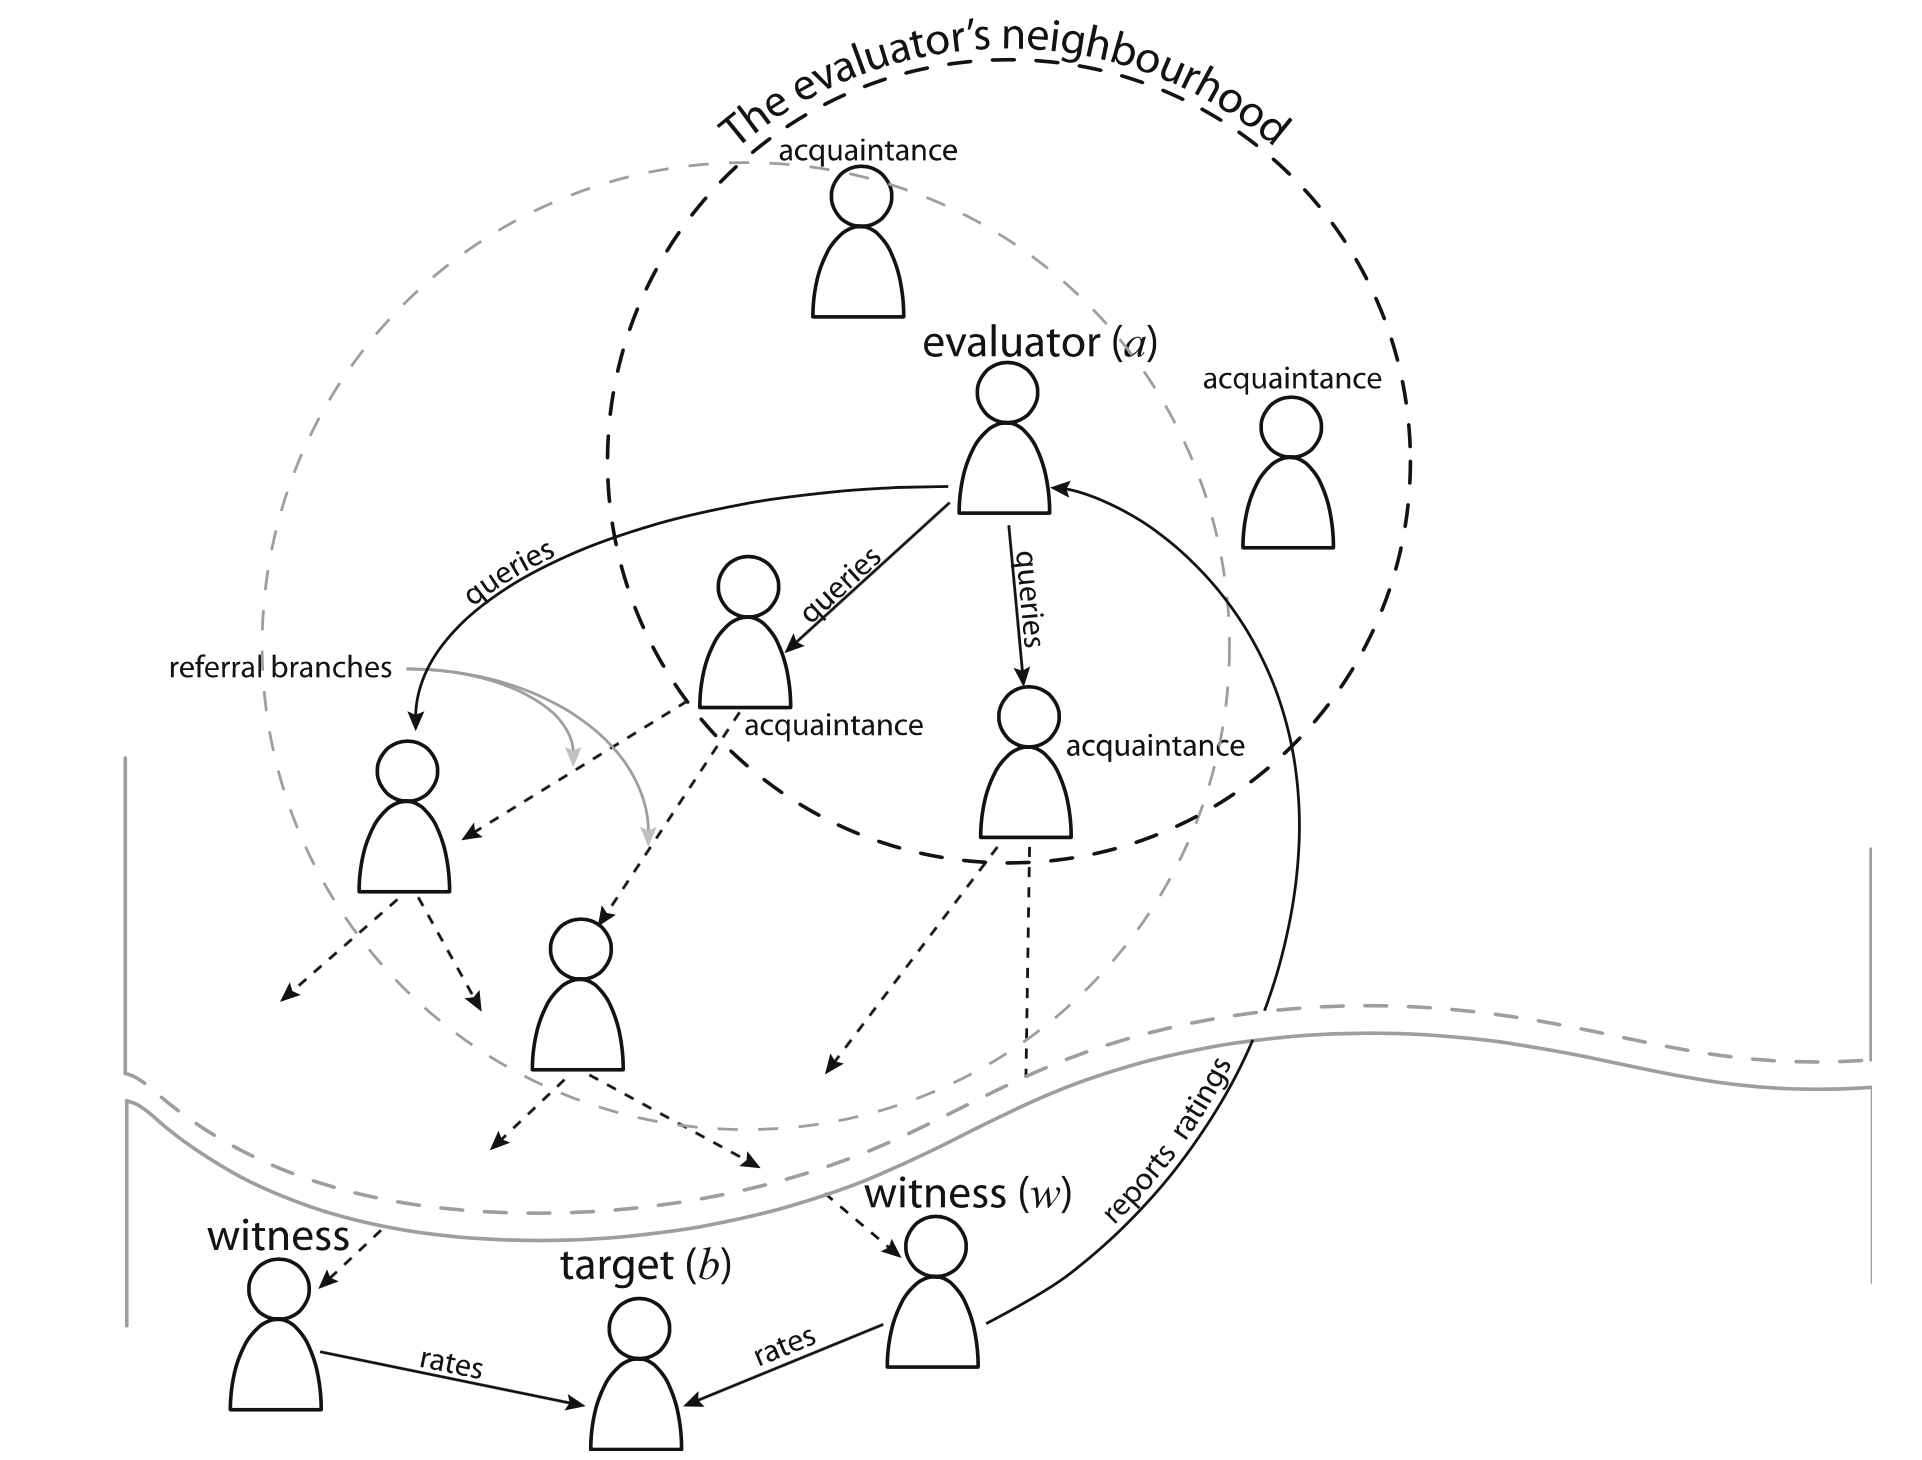 The evaluator’s neighbourhood
acquaintance
evaluator (a)
acquaintance
queries
queries
queries
referral branches
acquaintance
acquaintance
reports ratings
witness (w)
witness
target (b)
rates
rates